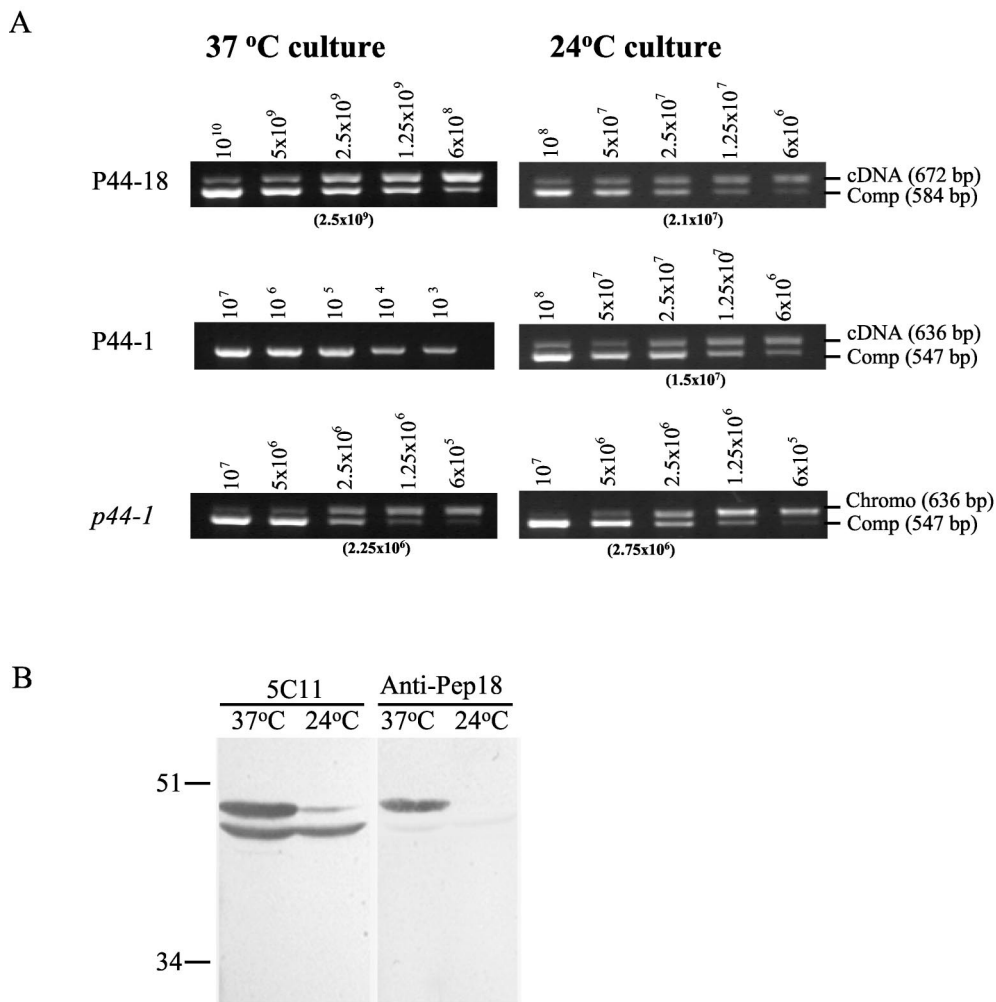 A
37 °C culture
24°C culture
10¹⁰ 5x10⁹ 2.5x10⁹ 1.25x10⁹ 6x10⁸
10⁸ 5x10⁷ 2.5x10⁷ 1.25x10⁷ 6x10⁶
P44-18
cDNA (672 bp)
Comp (584 bp)
(2.5x10⁹)
(2.1x10⁷)
10⁷ 10⁶ 10⁵ 10⁴ 10³
10⁸ 5x10⁷ 2.5x10⁷ 1.25x10⁷ 6x10⁶
P44-1
cDNA (636 bp)
Comp (547 bp)
(1.5x10⁷)
10⁷ 5x10⁶ 2.5x10⁶ 1.25x10⁶ 6x10⁵
10⁷ 5x10⁶ 2.5x10⁶ 1.25x10⁶ 6x10⁵
p44-1
Chromo (636 bp)
Comp (547 bp)
(2.25x10⁶)
(2.75x10⁶)
B
5C11 Anti-Pep18
37°C 24°C 37°C 24°C
51
34